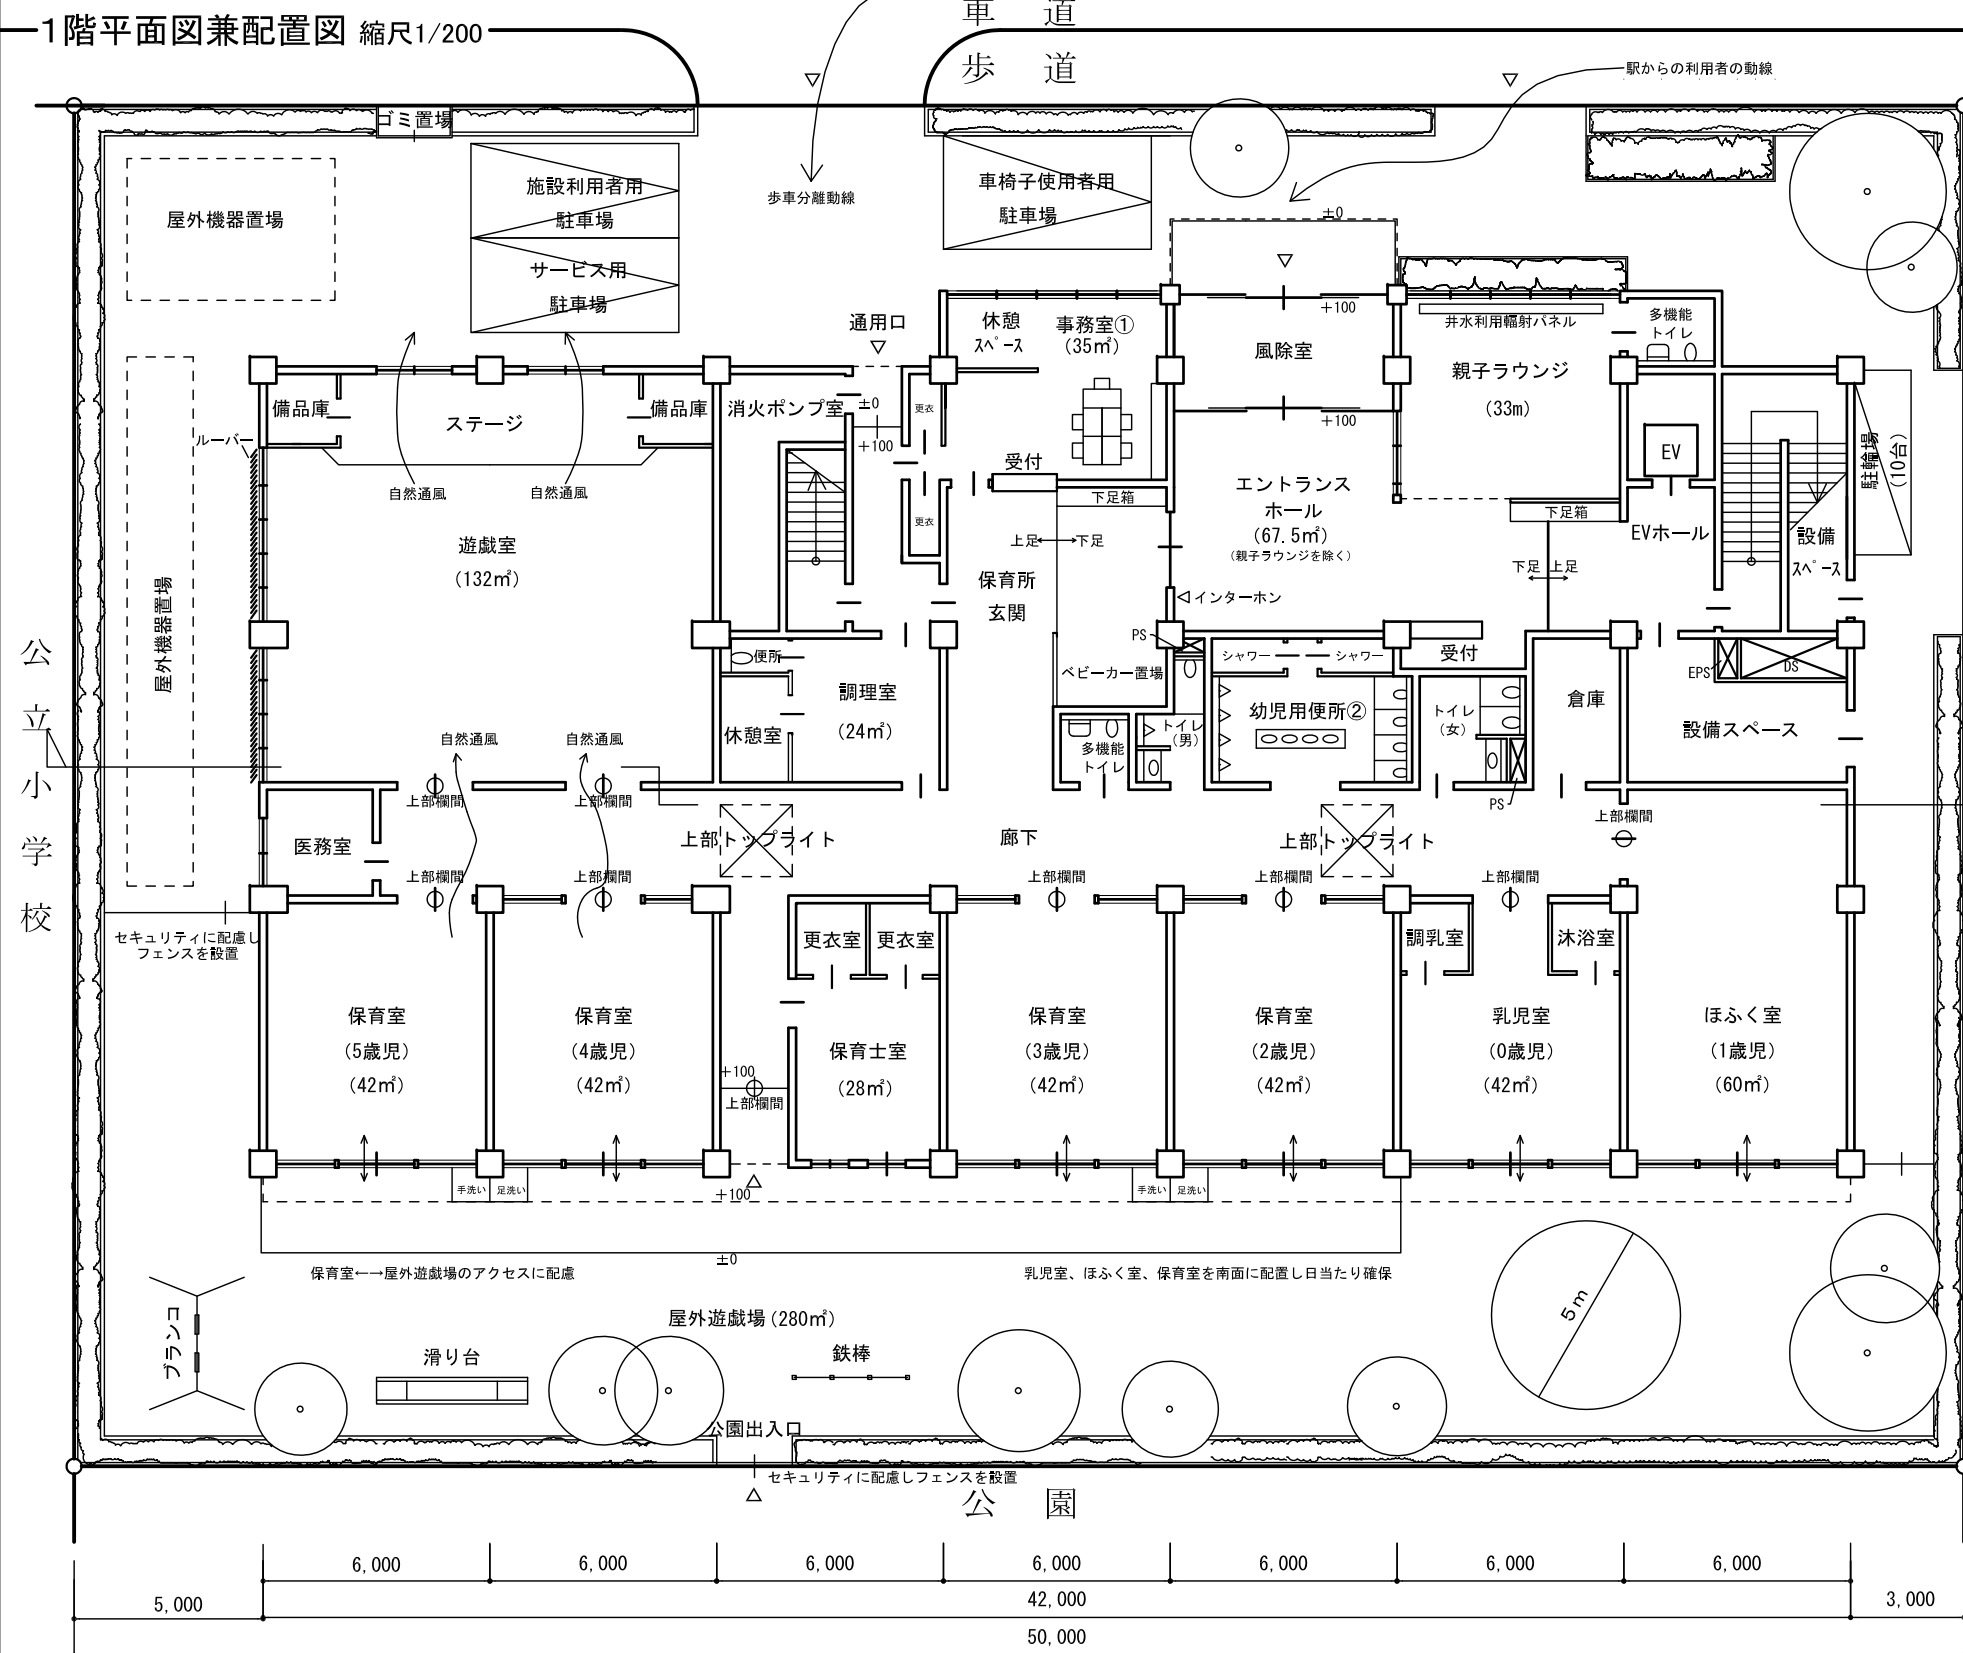 1階平面図兼配置図 縮尺1/200
車 道
歩 道
駅からの利用者の動線
ゴミ置場
屋外機器置場
施設利用者用
駐車場
サービス用
駐車場
歩車分離動線
車椅子使用者用
駐車場
±0
通用口
休憩
スペース
事務室①
(35㎡)
+100
風除室
井水利用輻射パネル
多機能
トイレ
親子ラウンジ
(33m)
備品庫
ステージ
備品庫
消火ポンプ室
±0
更衣
+100
+100
ルーバー
自然通風
自然通風
受付
下足箱
エントランス
ホール
(67.5㎡)
(親子ラウンジを除く)
下足箱
EV
EVホール
設備
スペース
駐輪場
(10台)
遊戯室
(132㎡)
更衣
上足
下足
下足
上足
保育所
玄関
インターホン
屋外機器置場
公立小学校
便所
PS
シャワー
シャワー
受付
EPS
DS
調理室
(24㎡)
休憩室
ベビーカー置場
多機能
トイレ
トイレ
(男)
幼児用便所②
トイレ
(女)
倉庫
設備スペース
自然通風
自然通風
上部欄間
上部欄間
PS
上部欄間
医務室
上部トップライト
廊下
上部トップライト
上部欄間
上部欄間
上部欄間
上部欄間
上部欄間
セキュリティに配慮し
フェンスを設置
更衣室
更衣室
調乳室
沐浴室
保育室
(5歳児)
(42㎡)
保育室
(4歳児)
(42㎡)
+100
上部欄間
保育士室
(28㎡)
保育室
(3歳児)
(42㎡)
保育室
(2歳児)
(42㎡)
乳児室
(0歳児)
(42㎡)
ほふく室
(1歳児)
(60㎡)
手洗い
足洗い
+100
手洗い
足洗い
±0
保育室←→屋外遊戯場のアクセスに配慮
乳児室、ほふく室、保育室を南面に配置し日当たり確保
ブランコ
滑り台
屋外遊戯場(280㎡)
鉄棒
5m
公園出入口
セキュリティに配慮しフェンスを設置
公 園
6,000
6,000
6,000
6,000
6,000
6,000
6,000
5,000
42,000
3,000
50,000